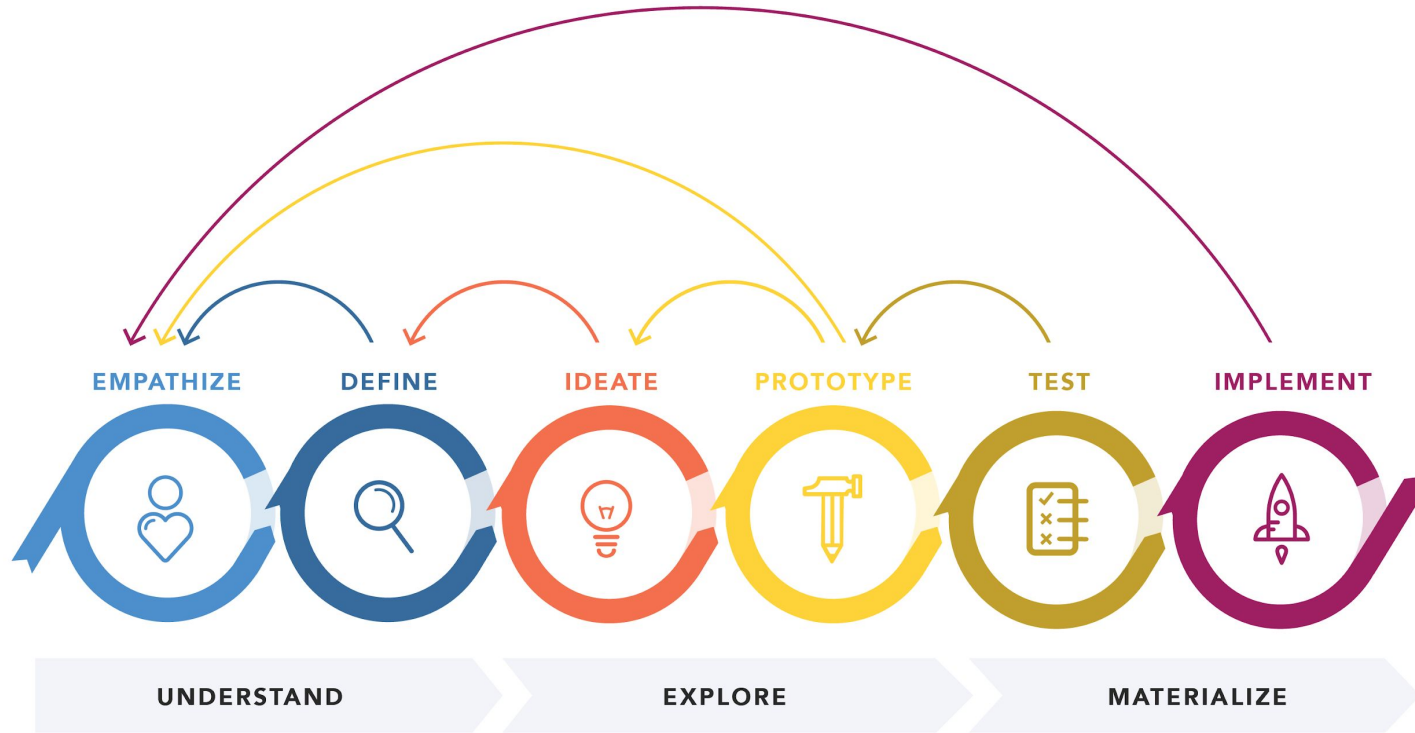 EMPATHIZE
DEFINE
IDEATE
PROTOTYPE
TEST
IMPLEMENT
UNDERSTAND
EXPLORE
MATERIALIZE